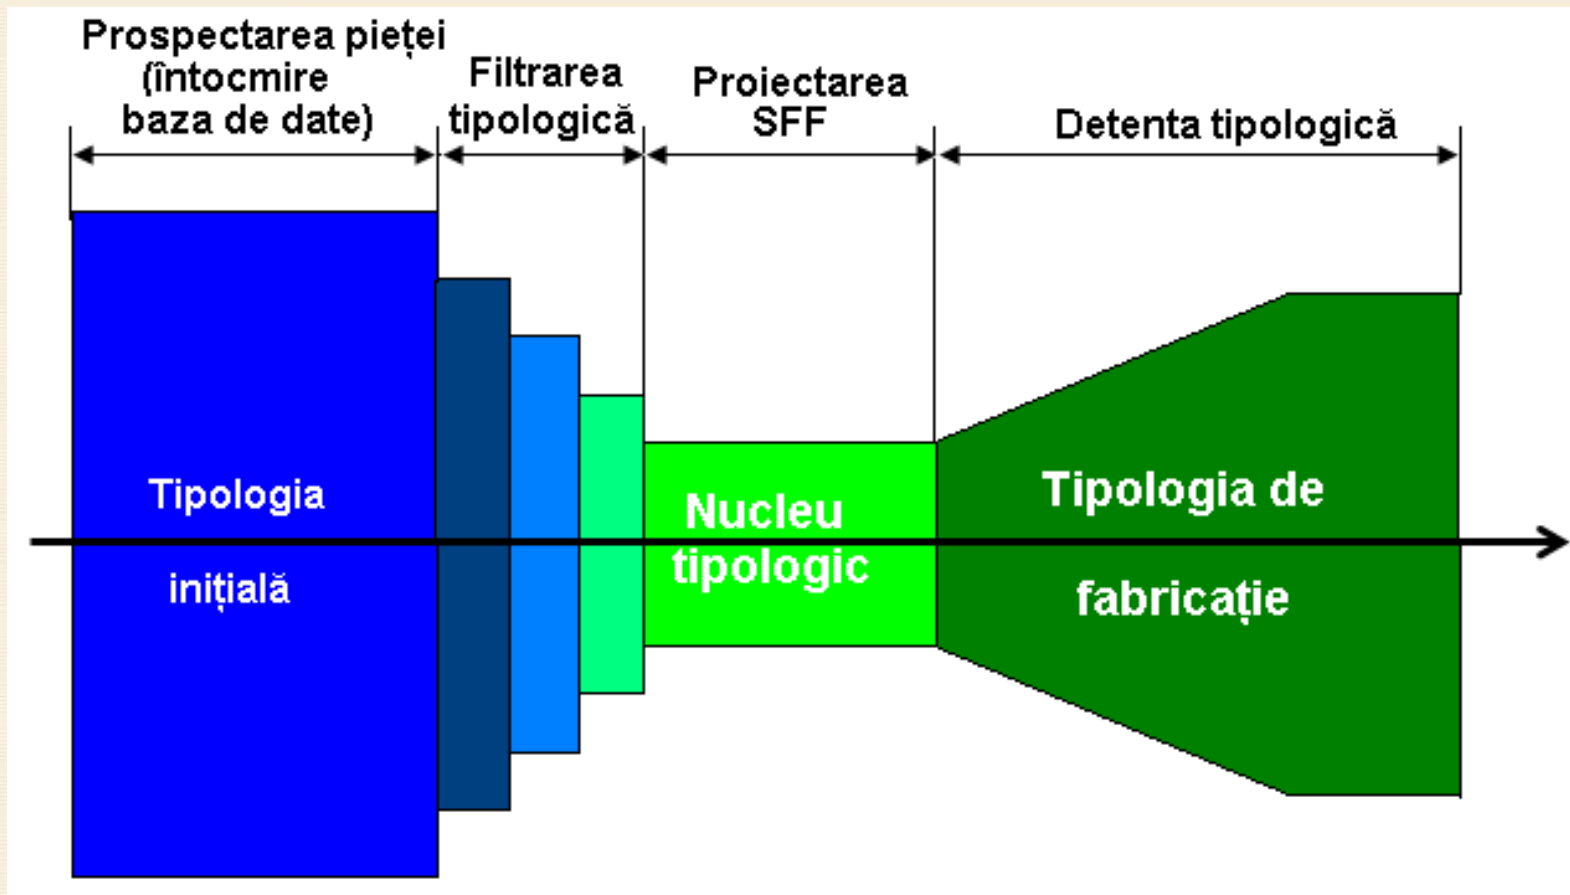 Prospectarea pieței
(întocmire
baza de date)
Filtrarea
tipologică
Proiectarea
SFF
Detenta tipologică
Tipologia
inițială
Nucleu
tipologic
Tipologia de
fabricație